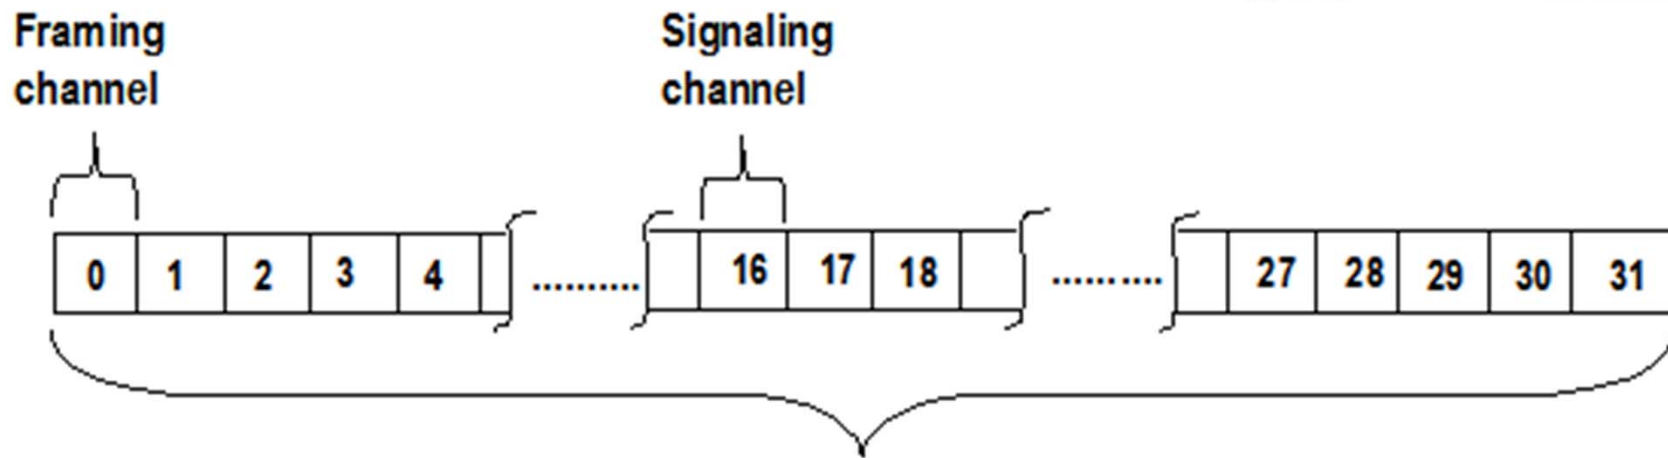 Framing
channel
Signaling
channel
0 1 2 3 4 .......... 16 17 18 .......... 27 28 29 30 31